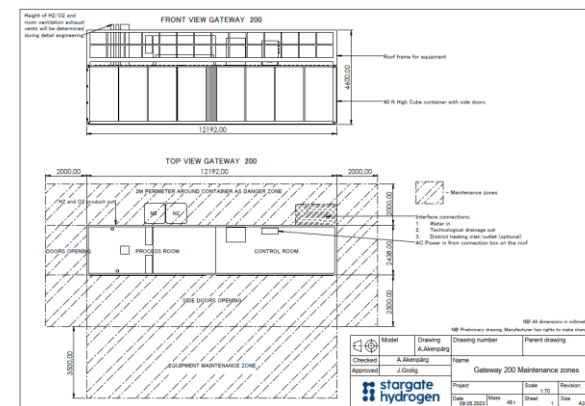 Height of H2/O2 and
room ventilation exhaust
vents will be determined
during detail engineering
FRONT VIEW GATEWAY 200
Roof frame for equipment
4600,00
40 ft High Cube container with side doors
12192,00
TOP VIEW GATEWAY 200
2000,00
12192,00
2000,00
2M PERIMETER AROUND CONTAINER AS DANGER ZONE
- Maintenance zones
H2 and O2 product out
N2
N2
2000,00
Interface connections:
1. Water in
2. Technological drainage out
3. District heating inlet/outlet (optional)
AC Power in from connection box on the roof
DOORS OPENING
PROCESS ROOM
CONTROL ROOM
2438,00
SIDE DOORS OPENING
2500,00
3500,00
EQUIPMENT MAINTENANCE ZONE
NB! All dimensions in millimet
NB! Preliminary drawing. Manufacturer has rights to make chan
Model
Drawing
A.Akenpärg
Drawing number
Parent drawing
Checked
A.Akenpärg
Name
Approved
J.Grolig
Gateway 200 Maintenance zones
stargate
hydrogen
Project
Scale
1:70
Revision:
Date
09.05.2023
Mass
Sheet
1
Size
A3